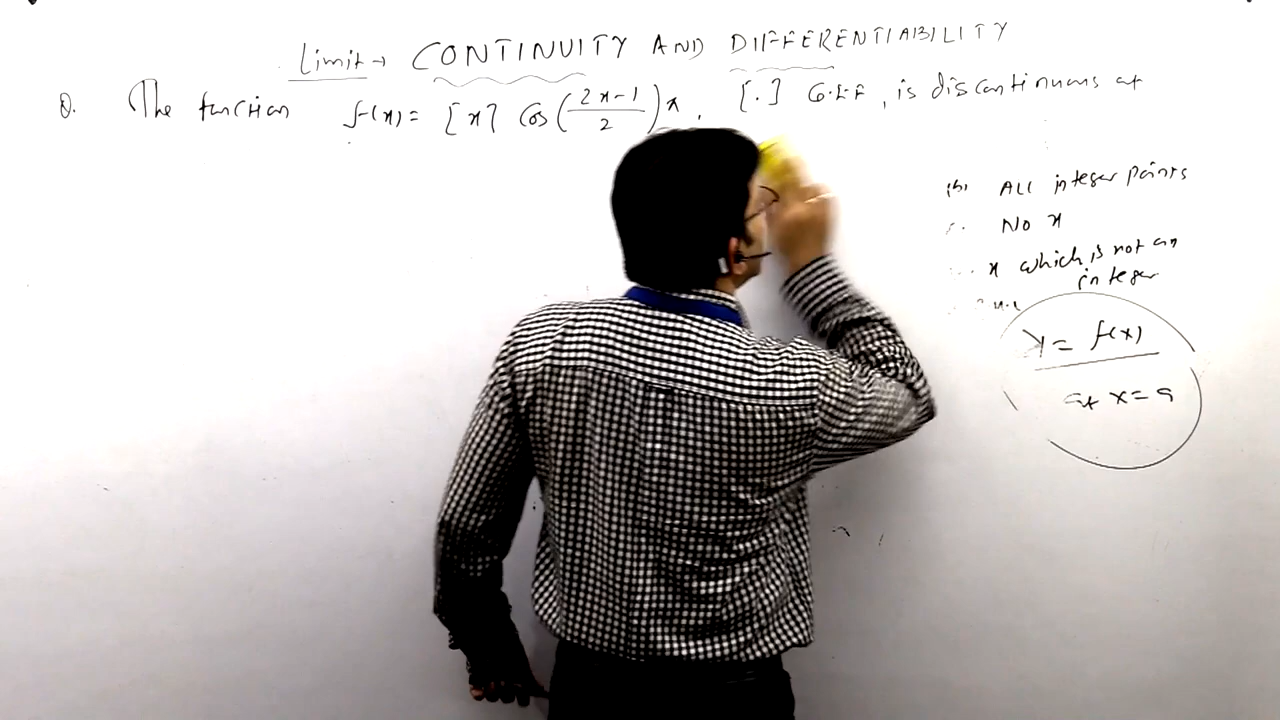 Limit → CONTINUITY AND DIFFERENTIABILITY
Q. The function f(x) = [x] cos(2x-1/2)π, [.] G.I.F, is discontinuous at
(b) ALL integer points
No x
x which is not an
integer
y = f(x)
at x = a